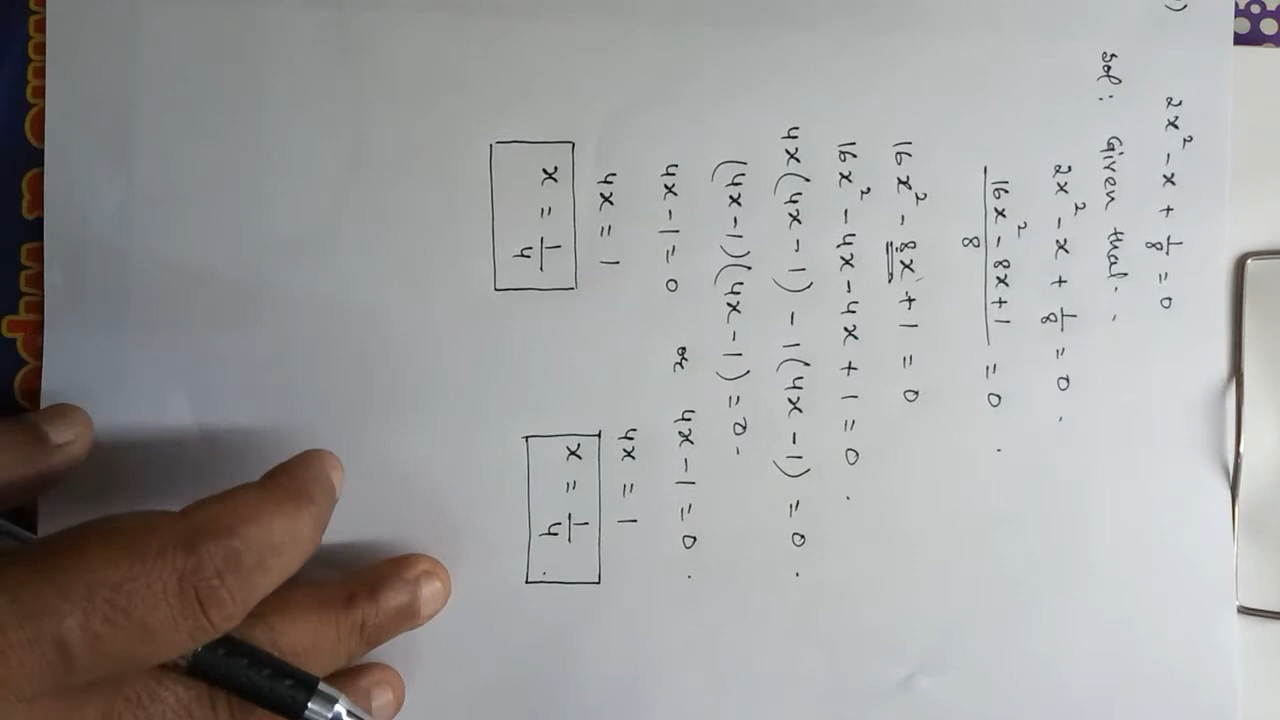 2x² - x + 1/8 = 0
Sol: Given that
2x² - x + 1/8 = 0.
16x² - 8x + 1 / 8 = 0.
16x² - 8x + 1 = 0
16x² - 4x - 4x + 1 = 0.
4x(4x - 1) - 1(4x - 1) = 0.
(4x - 1)(4x - 1) = 0.
4x - 1 = 0 or 4x - 1 = 0.
4x = 1 4x = 1
x = 1/4 x = 1/4.